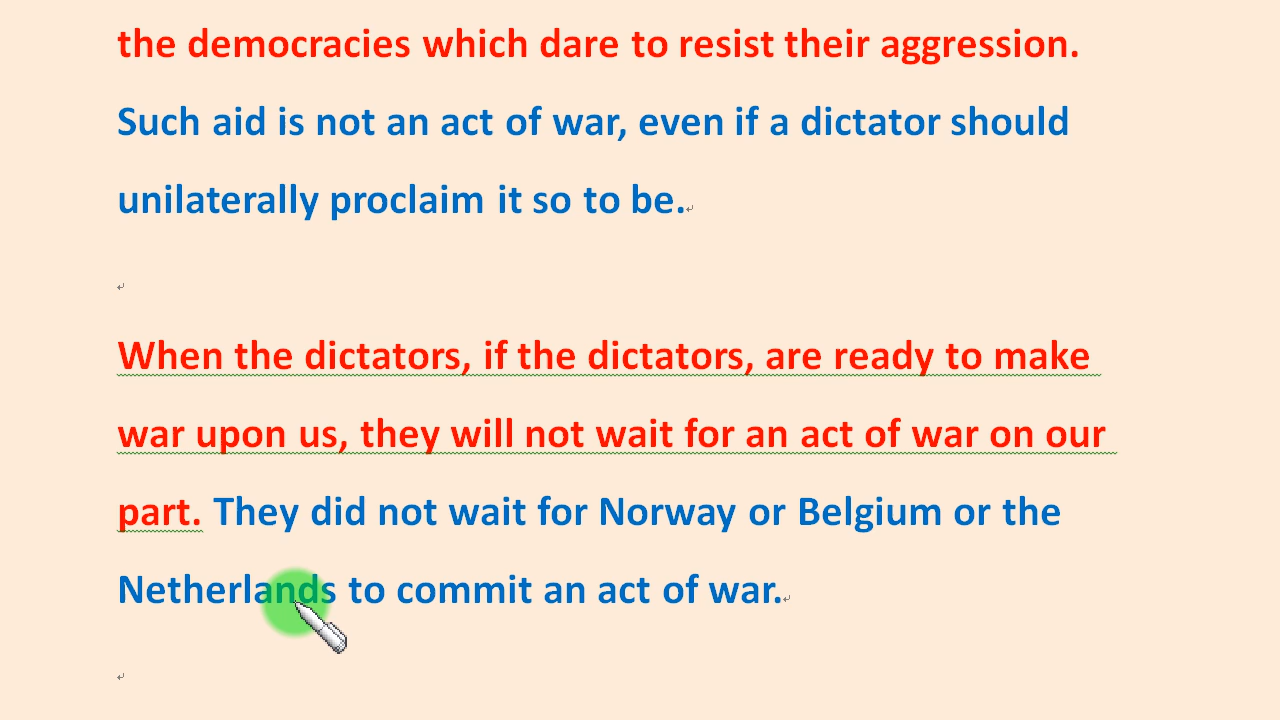 the democracies which dare to resist their aggression.
Such aid is not an act of war, even if a dictator should
unilaterally proclaim it so to be.
When the dictators, if the dictators, are ready to make
war upon us, they will not wait for an act of war on our
part. They did not wait for Norway or Belgium or the
Netherlands to commit an act of war.